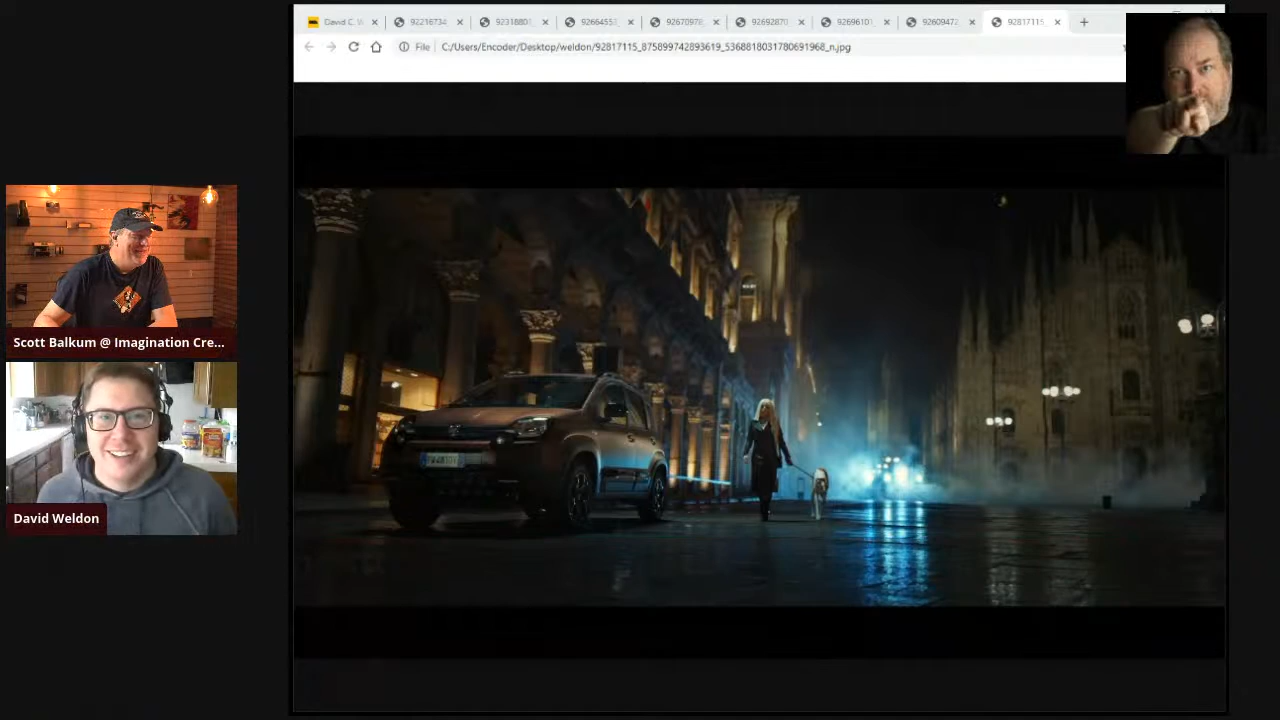 David C. W
92216734
92318801
92664553
92670978
92692870
92696101
92609472
92817115
File C:/Users/Encoder/Desktop/weldon/92817115_875899742893619_5368818031780691968_n.jpg
Scott Balkum @ Imagination Cre...
David Weldon